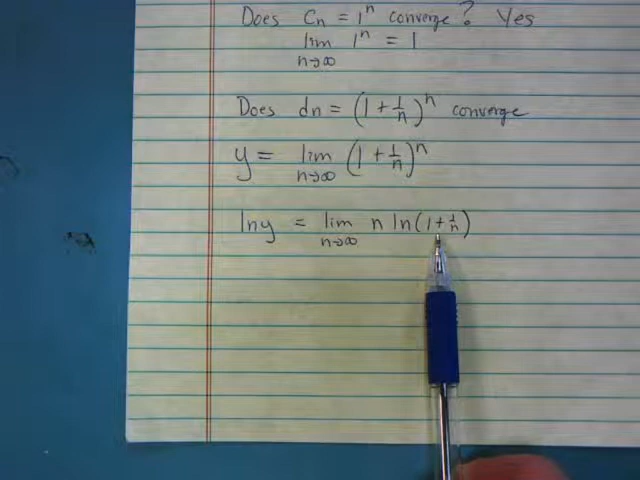 Does Cn = 1^n converge? Yes
lim 1^n = 1
n→∞
Does dn = (1 + 1/n)^n converge
y = lim (1 + 1/n)^n
n→∞
lny = lim n ln(1 + 1/n)
n→∞